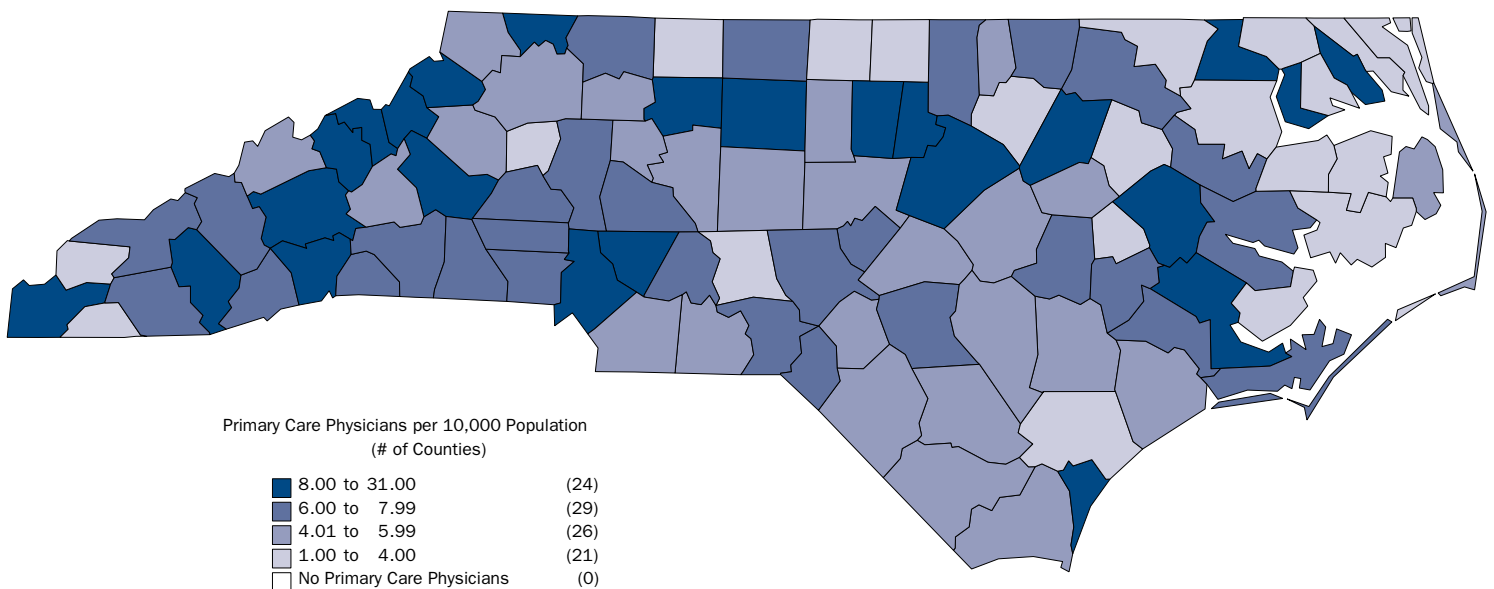 Primary Care Physicians per 10,000 Population
(# of Counties)
8.00 to 31.00 (24)
6.00 to 7.99 (29)
4.01 to 5.99 (26)
1.00 to 4.00 (21)
No Primary Care Physicians (0)